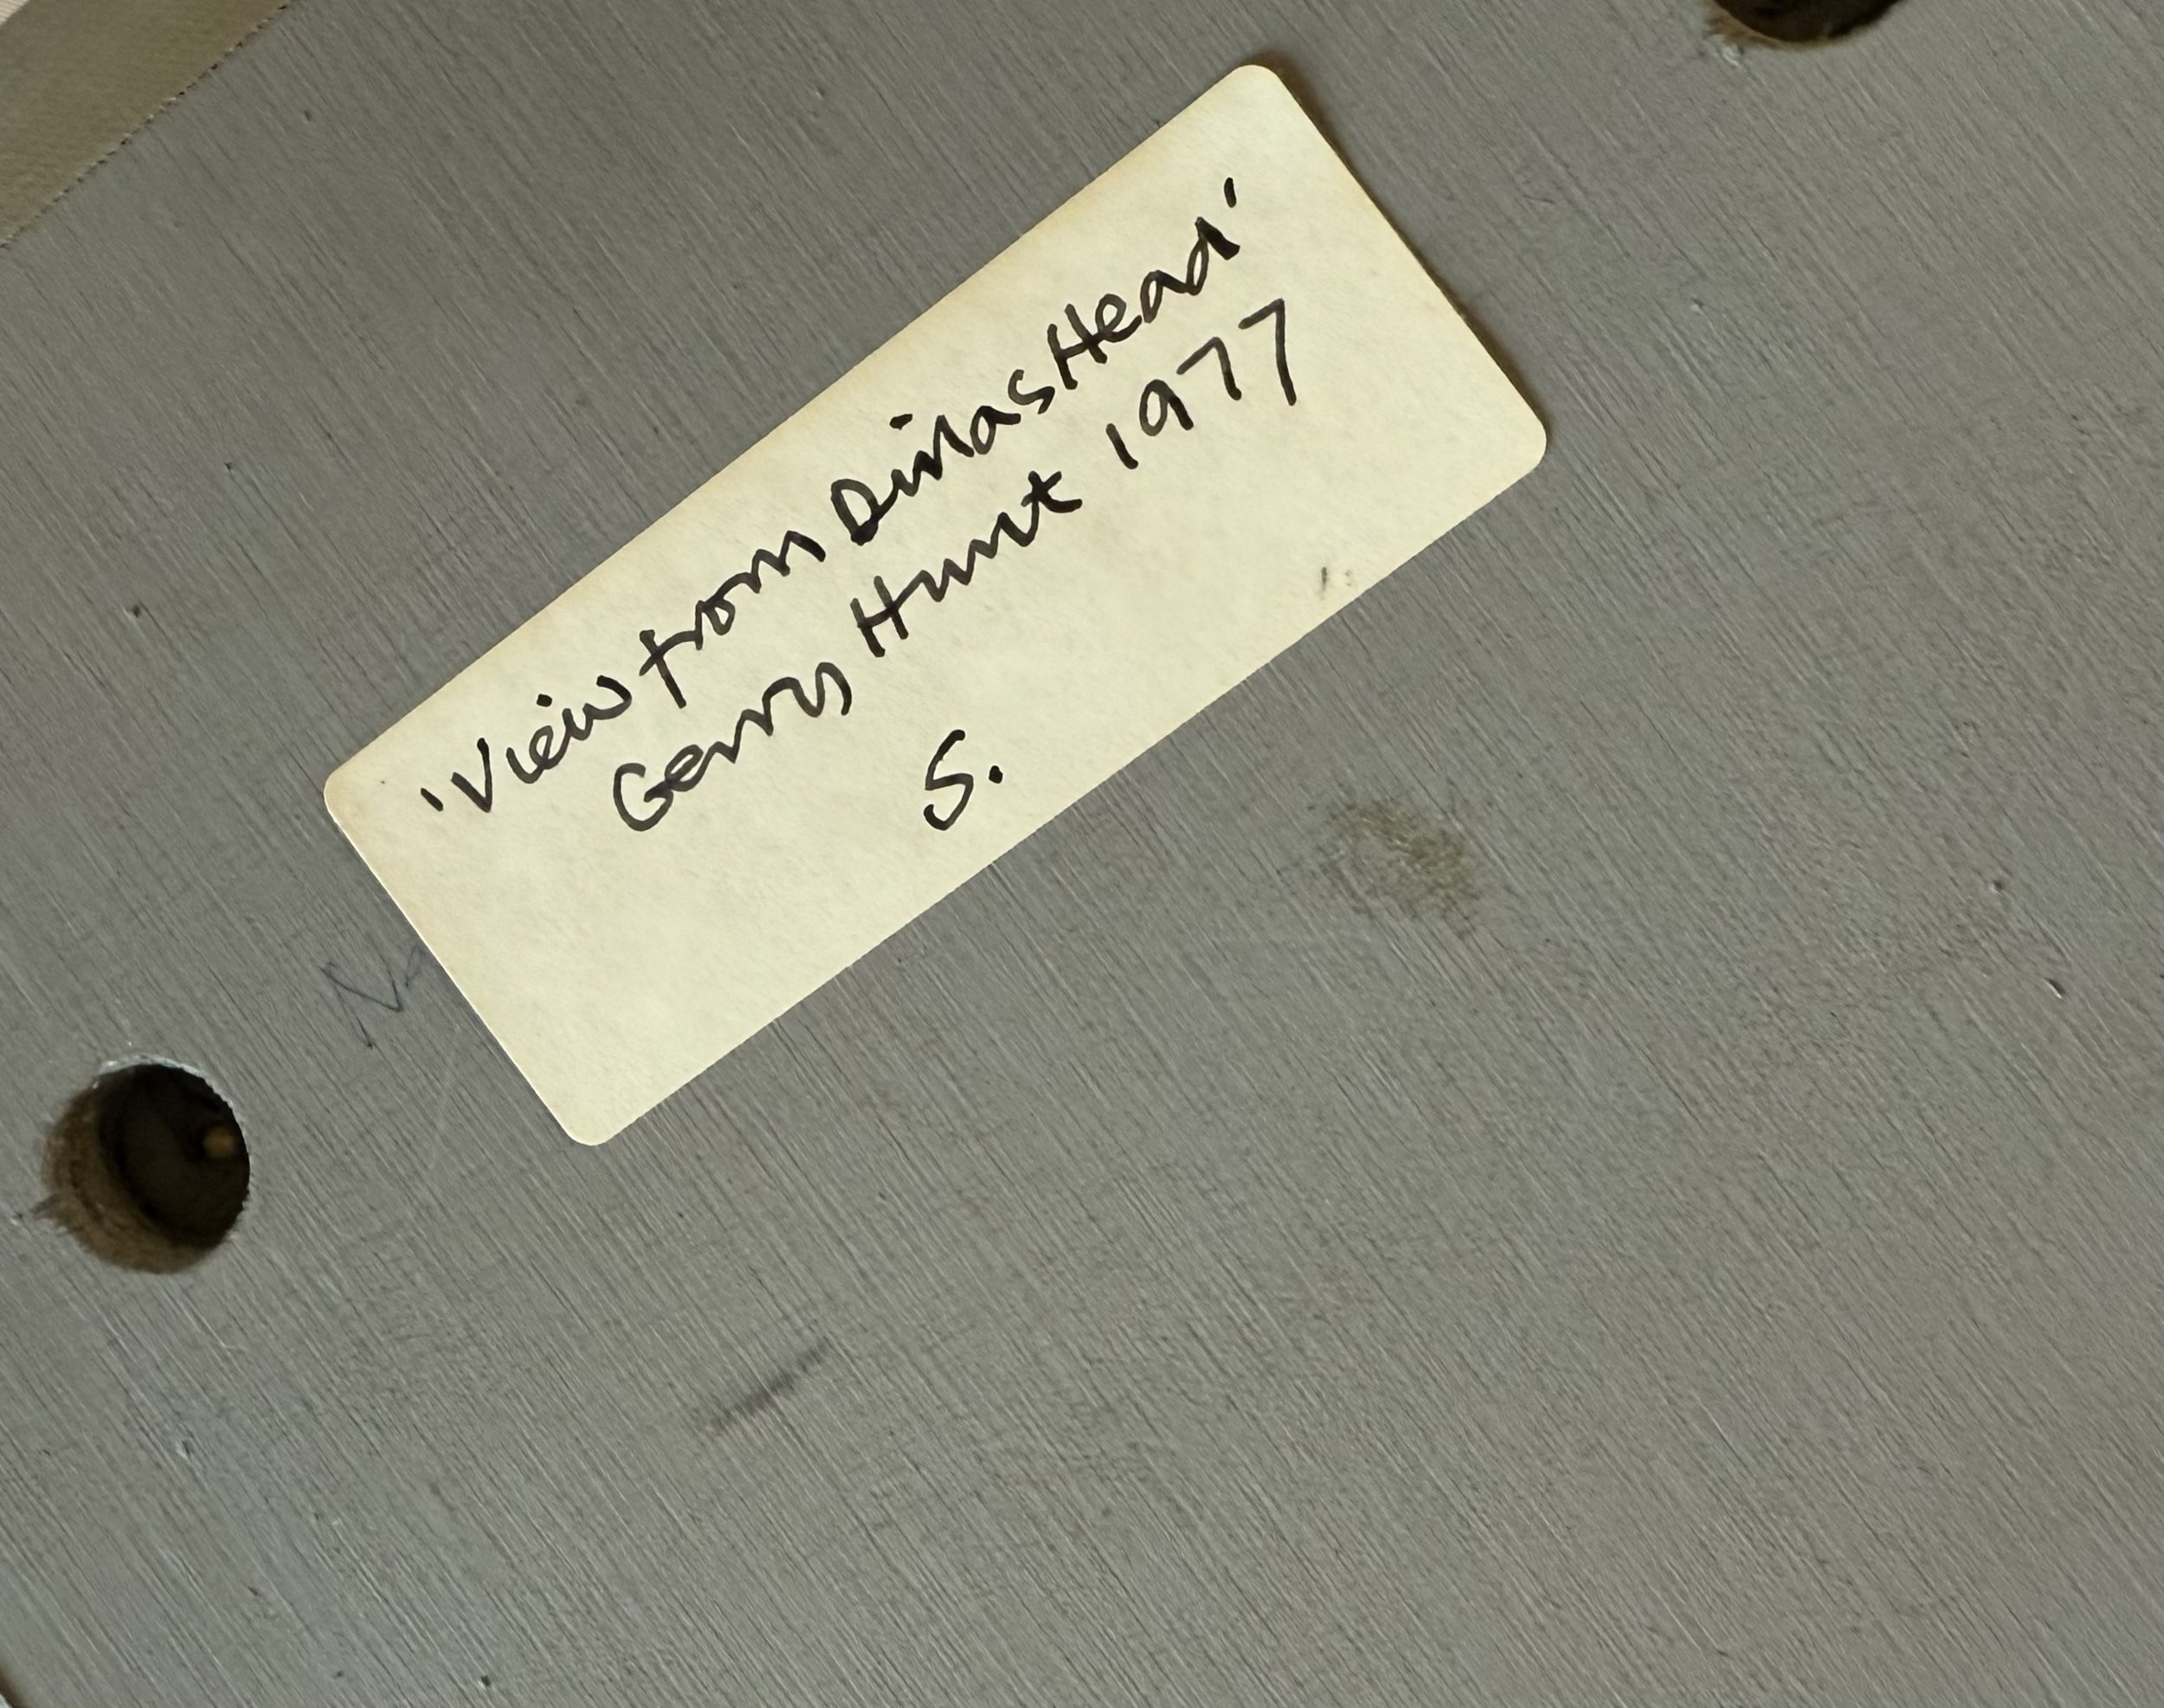 'View from Dinas Head'
Gerry Hunt 1977
S.